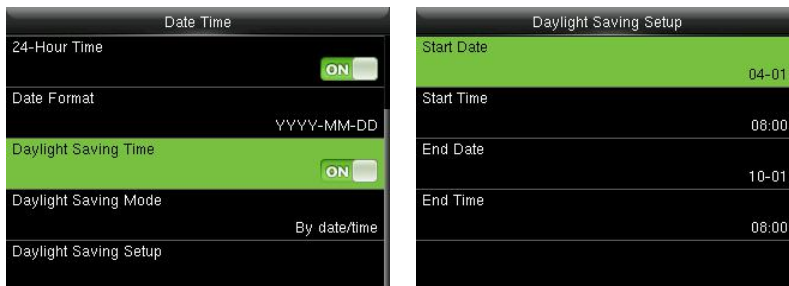 Date Time
24-Hour Time
ON
Date Format
YYYY-MM-DD
Daylight Saving Time
ON
Daylight Saving Mode
By date/time
Daylight Saving Setup
Daylight Saving Setup
Start Date
04-01
Start Time
08:00
End Date
10-01
End Time
08:00